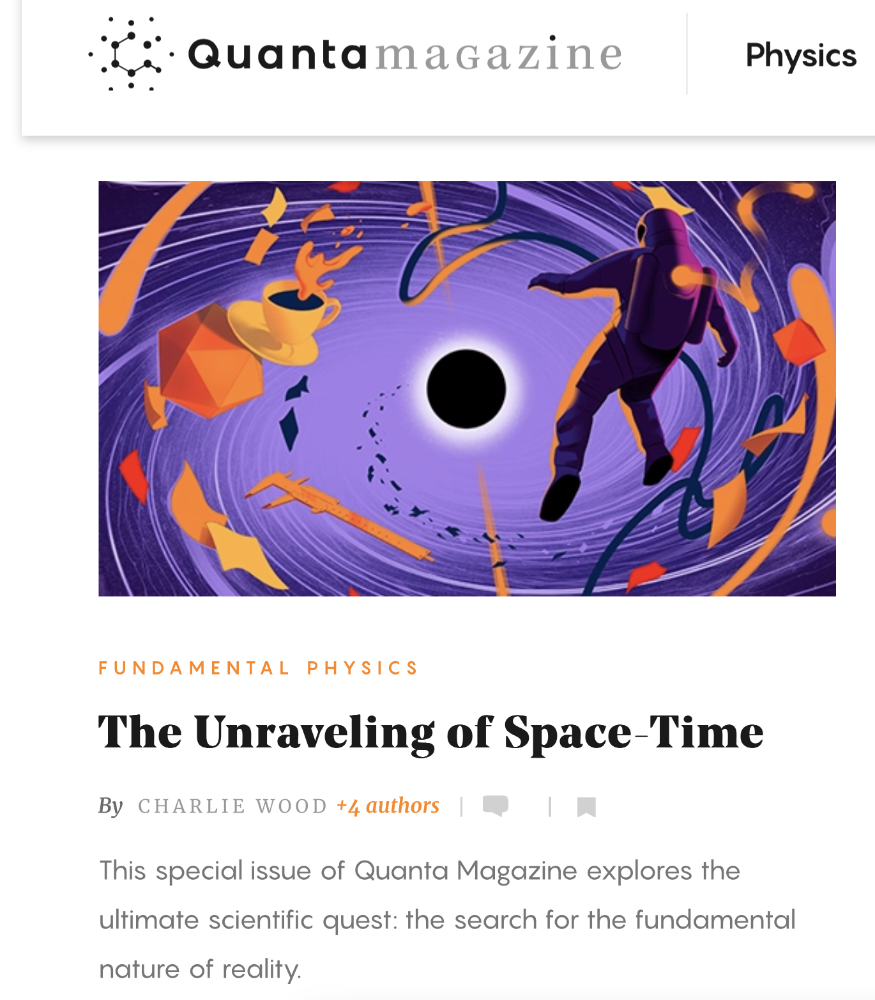 Quantamagazine
Physics
FUNDAMENTAL PHYSICS
The Unraveling of Space-Time
By CHARLIE WOOD +4 authors
This special issue of Quanta Magazine explores the
ultimate scientific quest: the search for the fundamental
nature of reality.